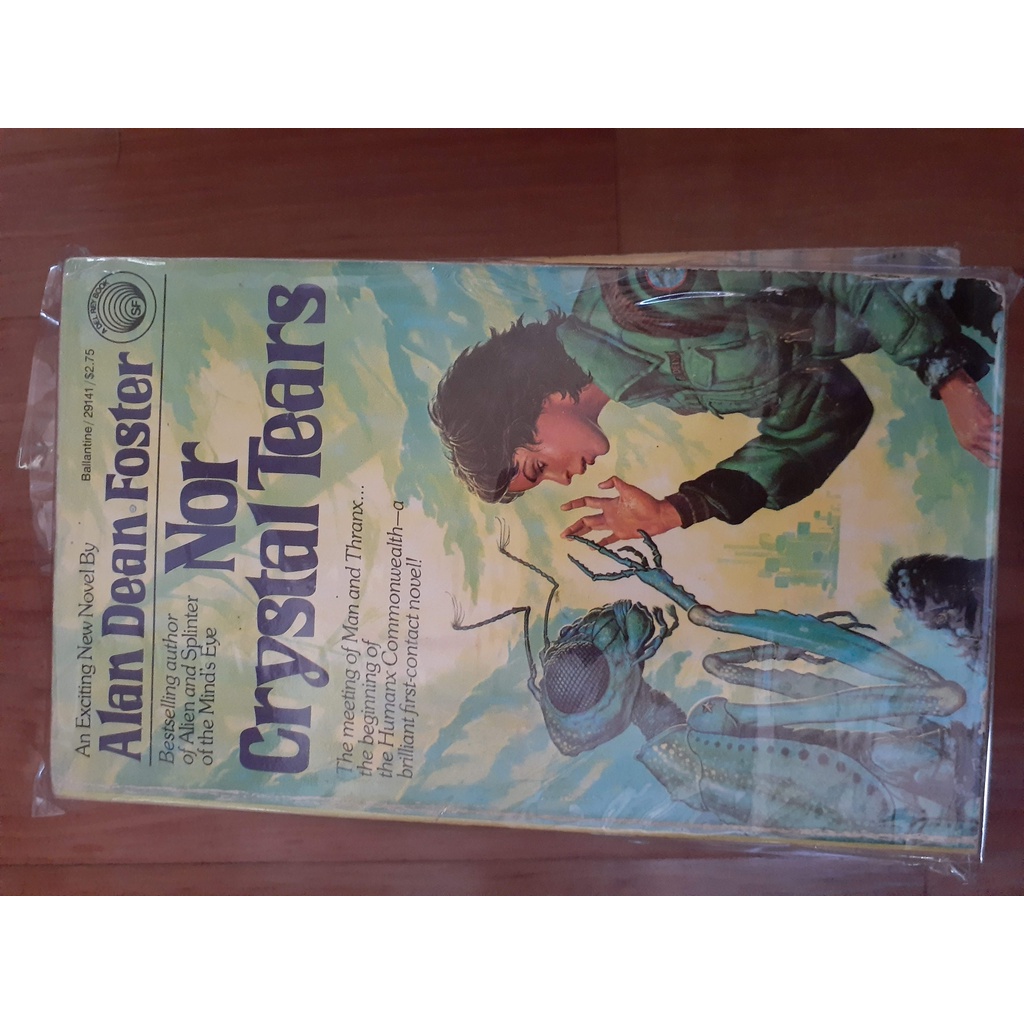 An Exciting New Novel By
Ballantine/29141/$2.75
A DEL REY BOOK
SF
Alan Dean Foster
Bestselling author
of Alien and Splinter
of the Mind's Eye
Nor
Crystal Tears
The meeting of Man and Thranx...
the beginning of
the Humanx Commonwealth—a
brilliant first-contact novel!